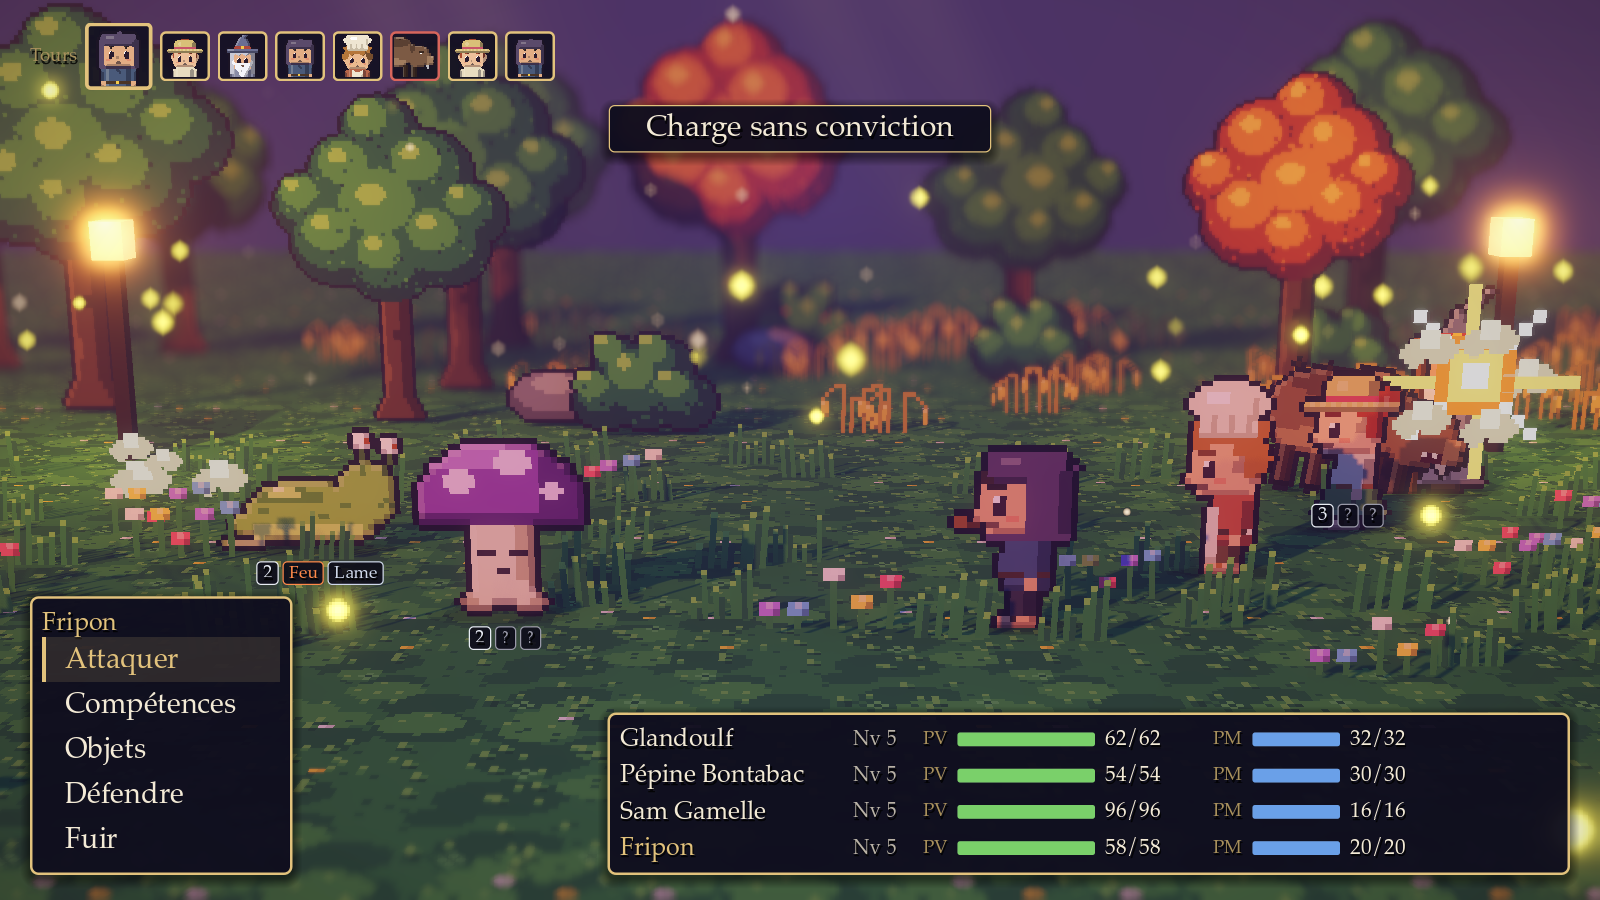 Tours
Charge sans conviction
3 ? ?
2 Feu Lame
2 ? ?
Fripon
Attaquer
Compétences
Objets
Défendre
Fuir
Glandoulf Nv 5 PV 62/62 PM 32/32
Pépine Bontabac Nv 5 PV 54/54 PM 30/30
Sam Gamelle Nv 5 PV 96/96 PM 16/16
Fripon Nv 5 PV 58/58 PM 20/20